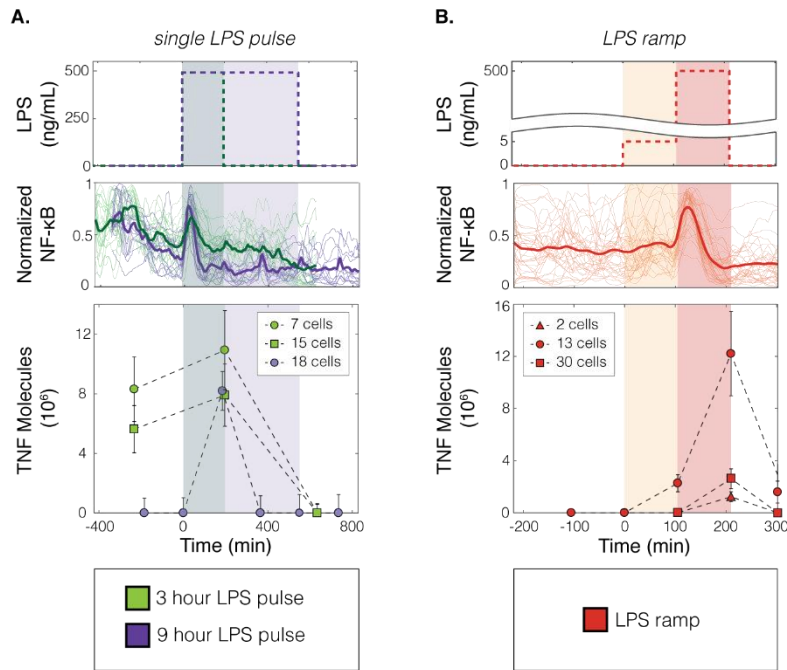 A.
single LPS pulse
LPS
(ng/mL)
500
250
0
Normalized
NF-κB
1
0.5
0
TNF Molecules
(10⁶)
12
8
4
0
7 cells
15 cells
18 cells
-400 0 400 800
Time (min)
3 hour LPS pulse
9 hour LPS pulse
B.
LPS ramp
LPS
(ng/mL)
500
5
0
Normalized
NF-κB
1
0.5
0
TNF Molecules
(10⁶)
16
12
8
4
0
2 cells
13 cells
30 cells
-200 -100 0 100 200 300
Time (min)
LPS ramp